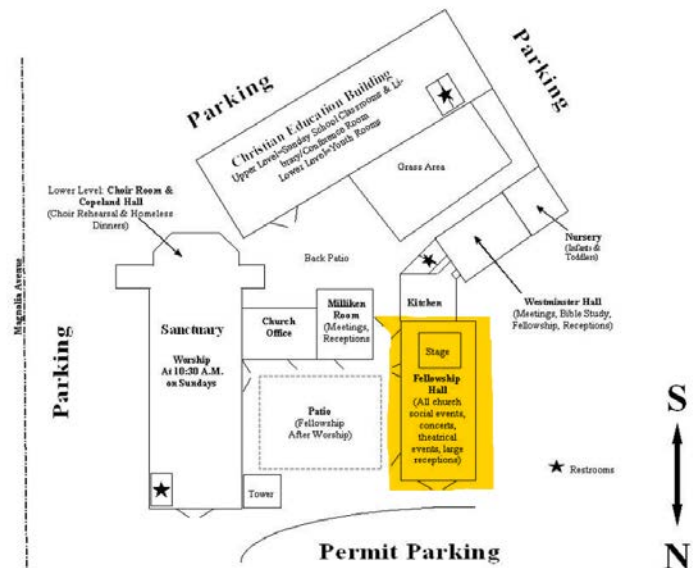 Parking
Parking
Christian Education Building
Upper Level=Sunday School Classrooms & Li-
brary/Conference Room
Lower Level=Youth Rooms
Grass Area
Lower Level: Choir Room &
Copeland Hall
(Choir Rehearsal & Homeless
Dinners)
Nursery
(Infants &
Toddlers)
Back Patio
Magnolia Avenue
Parking
Sanctuary
Worship
At 10:30 A.M.
on Sundays
Church
Office
Milliken
Room
(Meetings,
Receptions
Kitchen
Westminster Hall
(Meetings, Bible Study,
Fellowship, Receptions)
Stage
Fellowship
Hall
(All church
social events,
concerts,
theatrical
events, large
receptions)
Patio
(Fellowship
After Worship)
Tower
Restrooms
S
N
Permit Parking